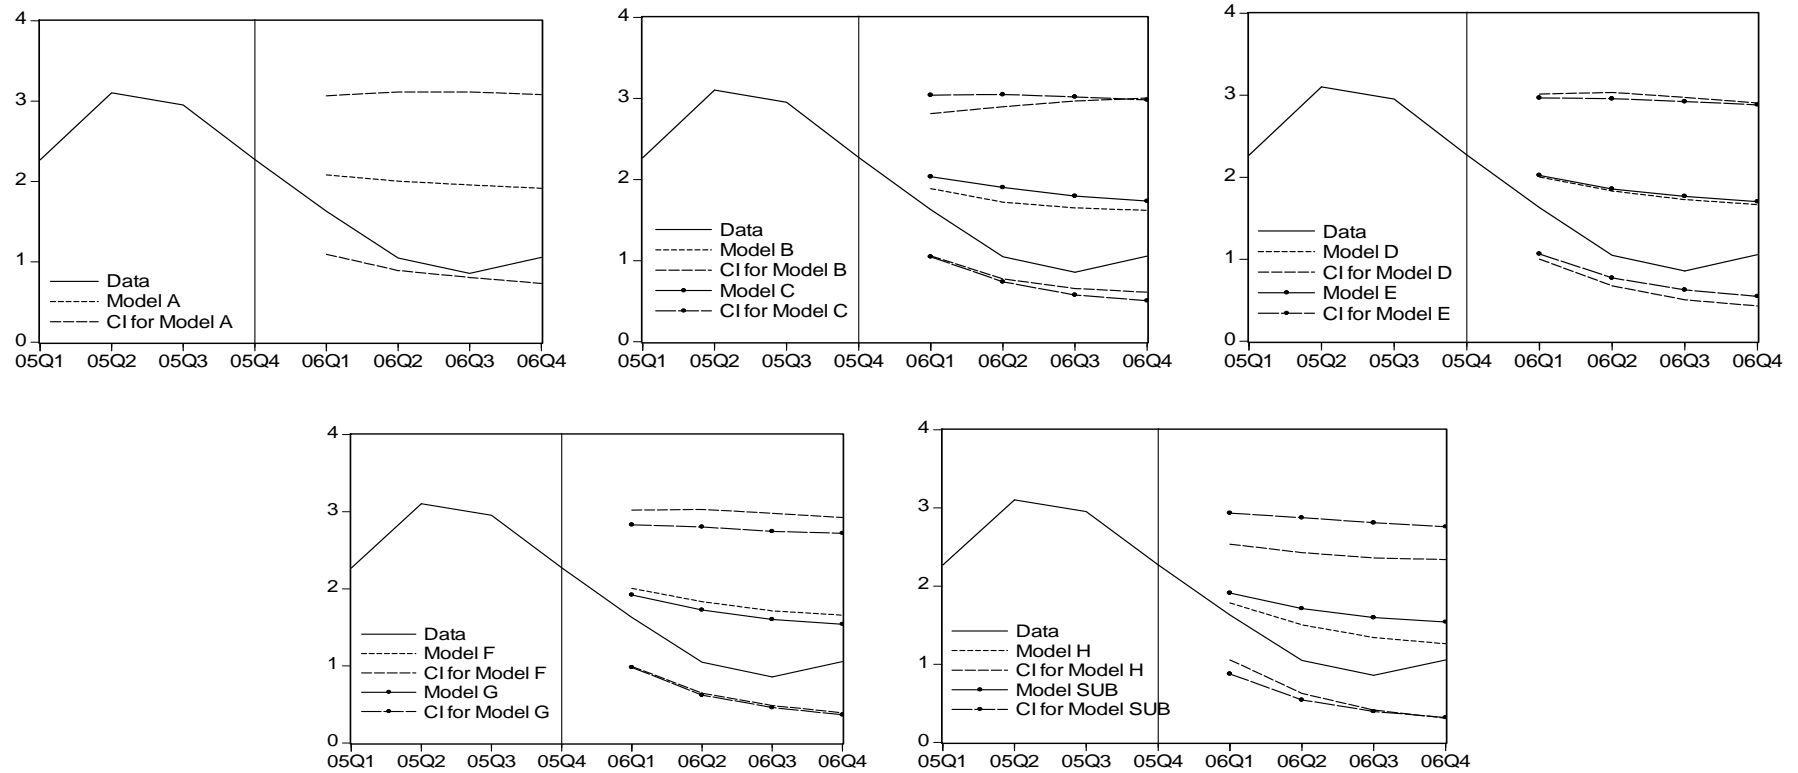 4
3
2
1
0
Data
Model A
CI for Model A
05Q1 05Q2 05Q3 05Q4 06Q1 06Q2 06Q3 06Q4
4
3
2
1
0
Data
Model B
CI for Model B
Model C
CI for Model C
05Q1 05Q2 05Q3 05Q4 06Q1 06Q2 06Q3 06Q4
4
3
2
1
0
Data
Model D
CI for Model D
Model E
CI for Model E
05Q1 05Q2 05Q3 05Q4 06Q1 06Q2 06Q3 06Q4
4
3
2
1
0
Data
Model F
CI for Model F
Model G
CI for Model G
05Q1 05Q2 05Q3 05Q4 06Q1 06Q2 06Q3 06Q4
4
3
2
1
0
Data
Model H
CI for Model H
Model SUB
CI for Model SUB
05Q1 05Q2 05Q3 05Q4 06Q1 06Q2 06Q3 06Q4